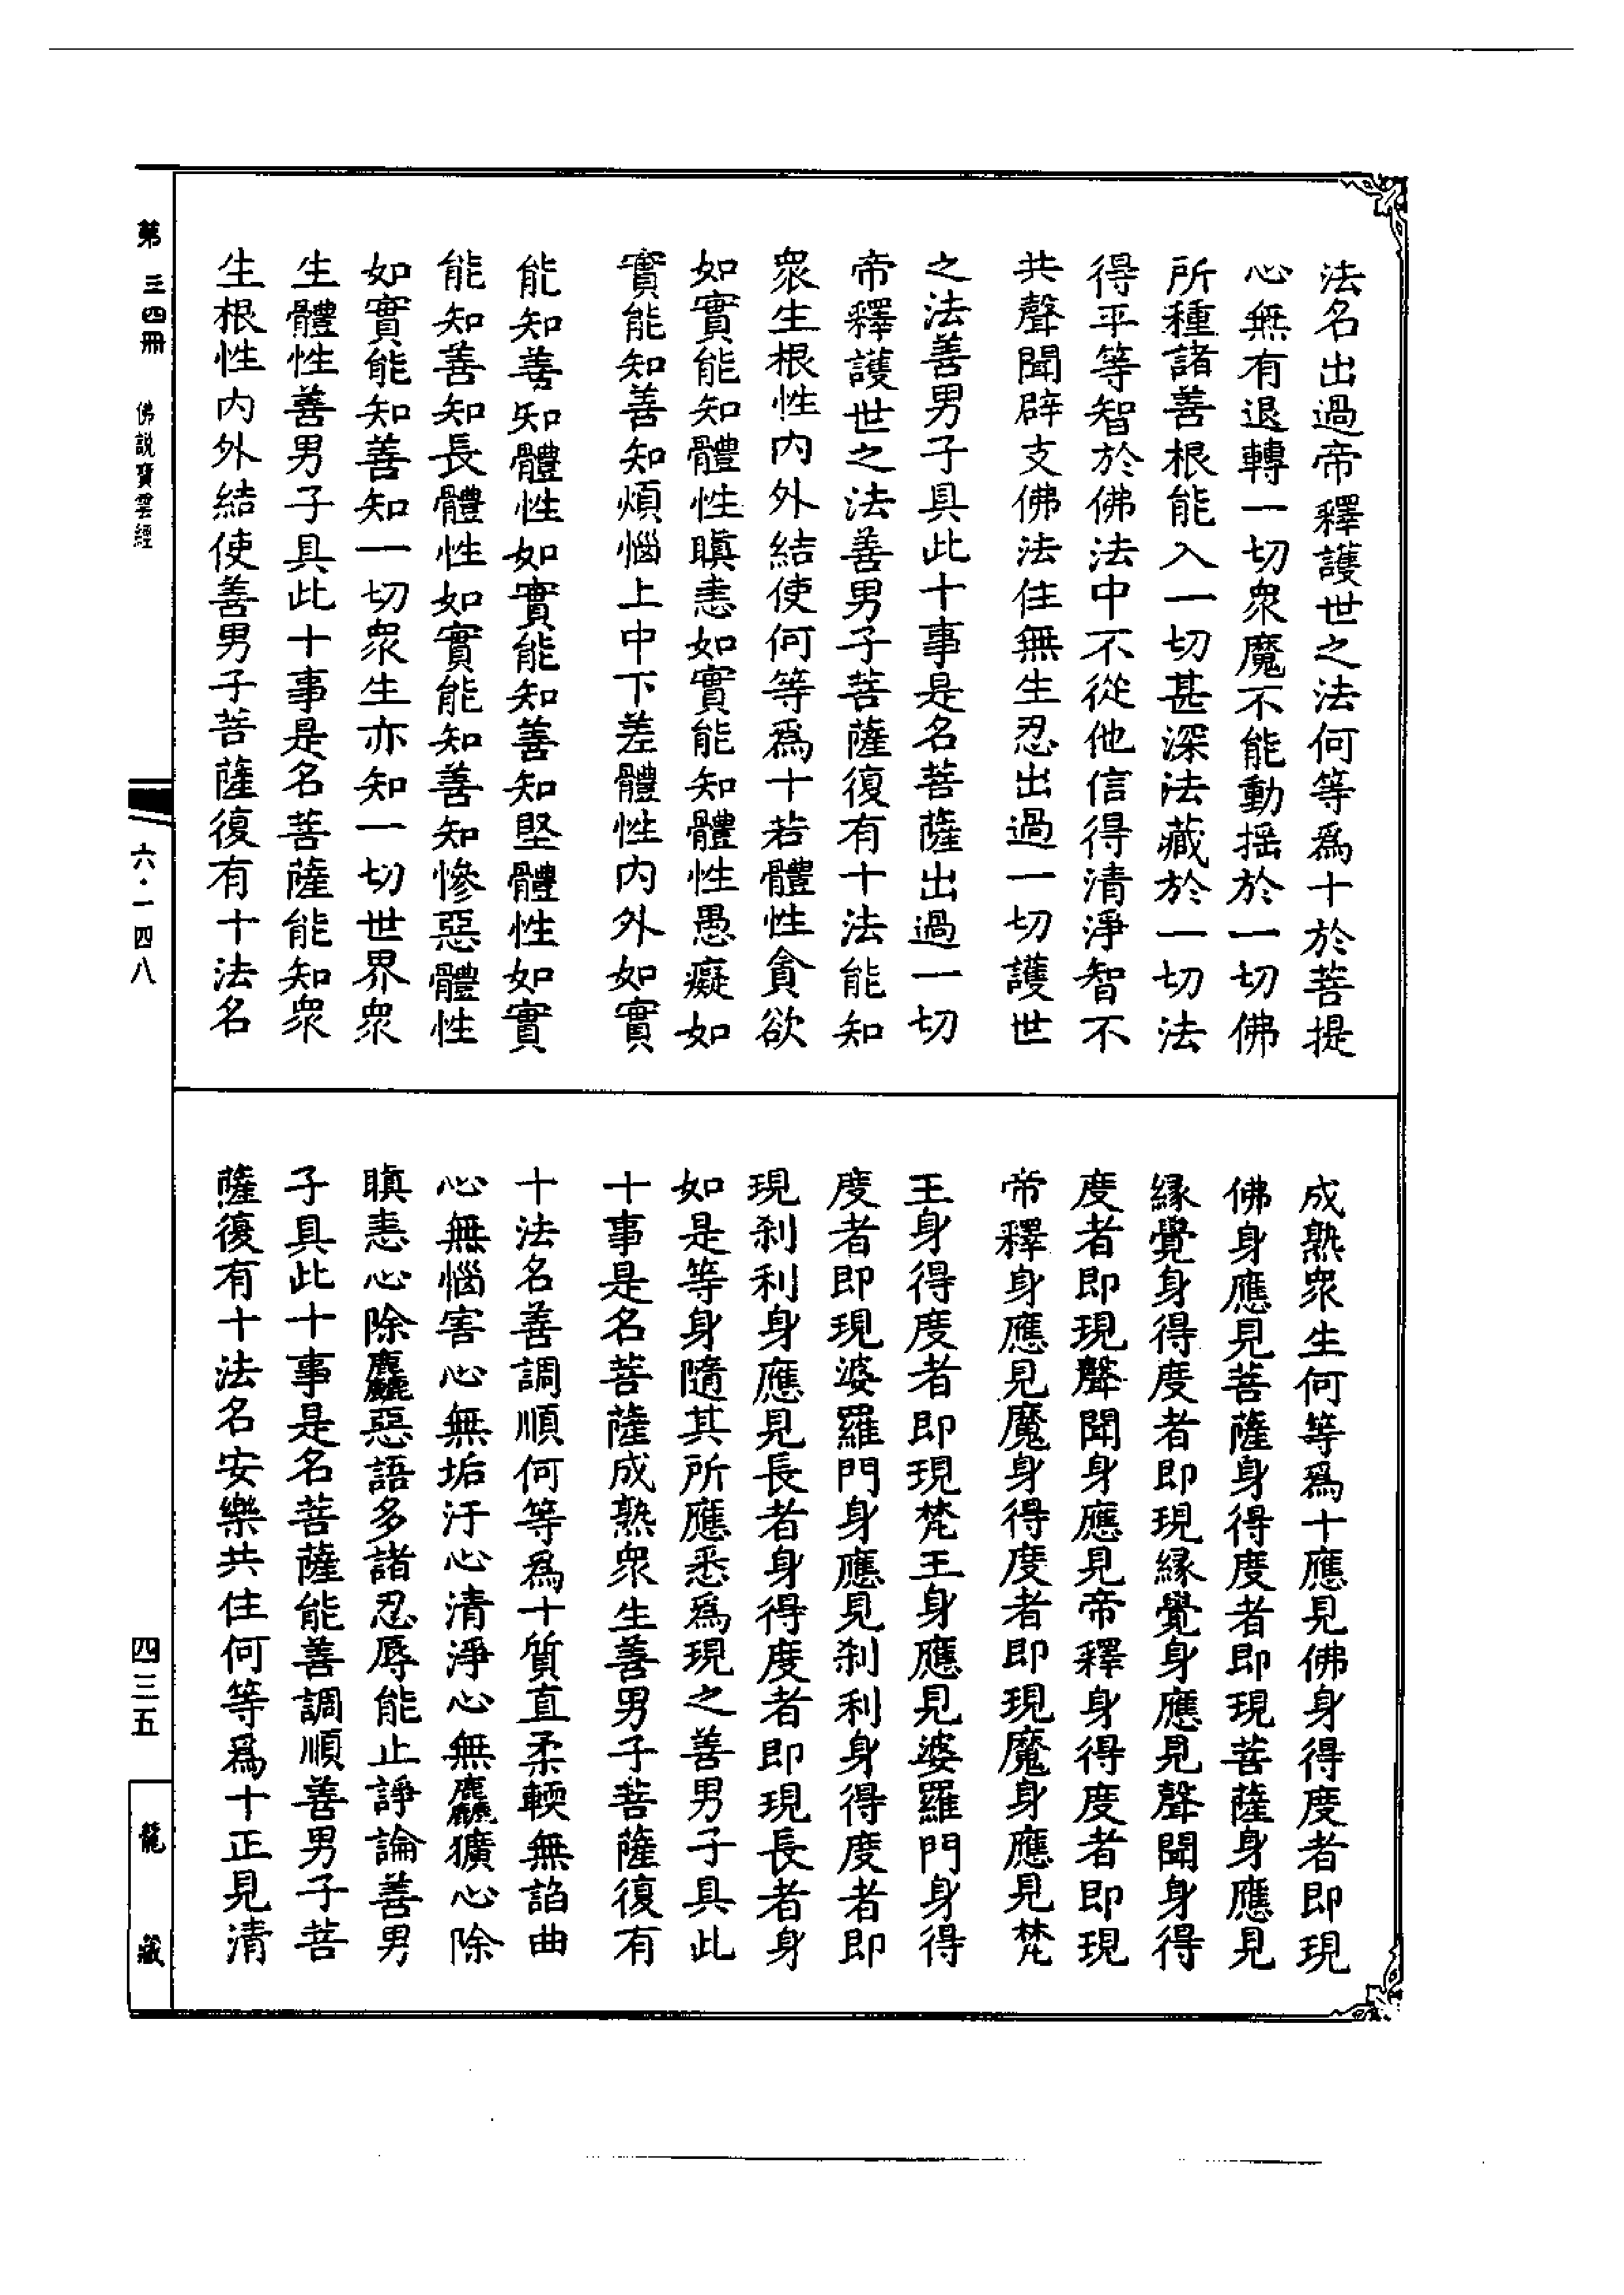 法名出過帝釋護世之法何等爲十於菩提
心無有退轉一切衆魔不能動揺於一切佛
所種諸善根能入一切甚深法藏於一切法
得平等智於佛法中不從他信得清淨智不
共聲聞辟支佛法住無生忍出過一切護世
之法善男子具此十事是名菩薩出過一切
帝釋護世之法善男子菩薩復有十法能知
衆生根性内外結使何等爲十若體性貪欲
如實能知體性瞋恚如實能知體性愚癡如
實能知善知煩惱上中下差體性内外如實
能知善知體性如實能知善知堅體性如實
能知善知長體性如實能知善知慘惡體性
如實能知善知一切衆生亦知一切世界衆
生體性善男子具此十事是名菩薩能知衆
生根性内外結使善男子菩薩復有十法名
成熟衆生何等爲十應見佛身得度者即現
佛身應見菩薩身得度者即現菩薩身應見
緣覺身得度者即現緣覺身應見聲聞身得
度者即現聲聞身應見帝釋身得度者即現
帝釋身應見魔身得度者即現魔身應見梵
王身得度者即現梵王身應見婆羅門身得
度者即現婆羅門身應見刹利身得度者即
現刹利身應見長者身得度者即現長者身
如是等身隨其所應悉爲現之善男子具此
十事是名菩薩成熟衆生善男子菩薩復有
十法名善調順何等爲十質直柔輭無諂曲
心無惱害心無垢汙心清淨心無麤獷心除
瞋恚心除麤惡語多諸忍辱能止諍論善男
子具此十事是名菩薩能善調順善男子菩
薩復有十法名安樂共住何等爲十正見清
第三四冊 佛説寶雲經
六·一四八
四三五
龍藏